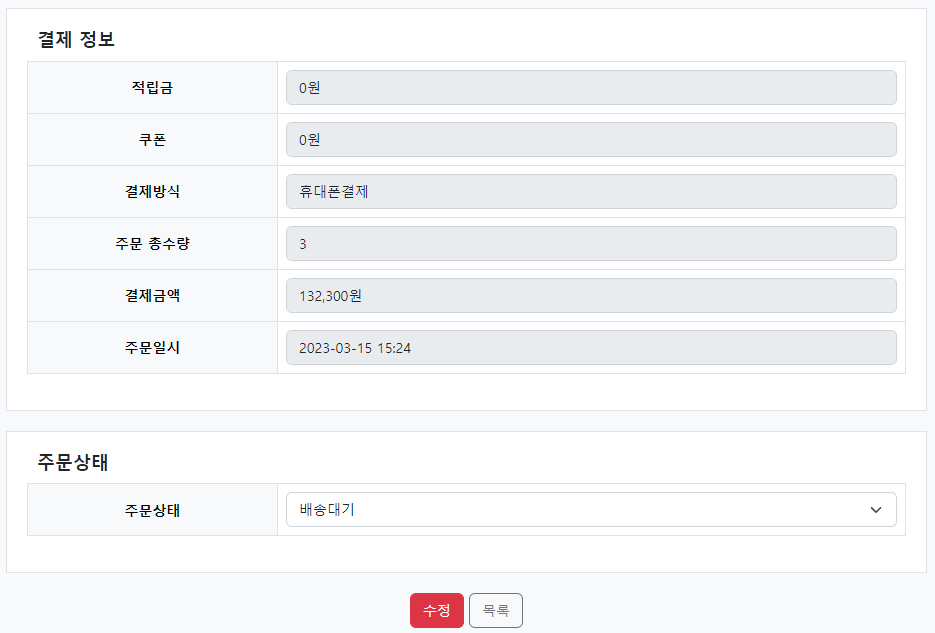 결제 정보
적립금 0원
쿠폰 0원
결제방식 휴대폰결제
주문 총수량 3
결제금액 132,300원
주문일시 2023-03-15 15:24
주문상태
주문상태 배송대기
수정 목록